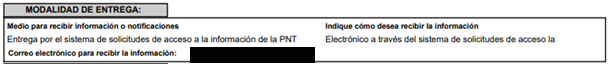 MODALIDAD DE ENTREGA:
Medio para recibir información o notificaciones
Indique cómo desea recibir la información
Entrega por el sistema de solicitudes de acceso a la información de la PNT
Electrónico a través del sistema de solicitudes de acceso la
Correo electrónico para recibir la información: